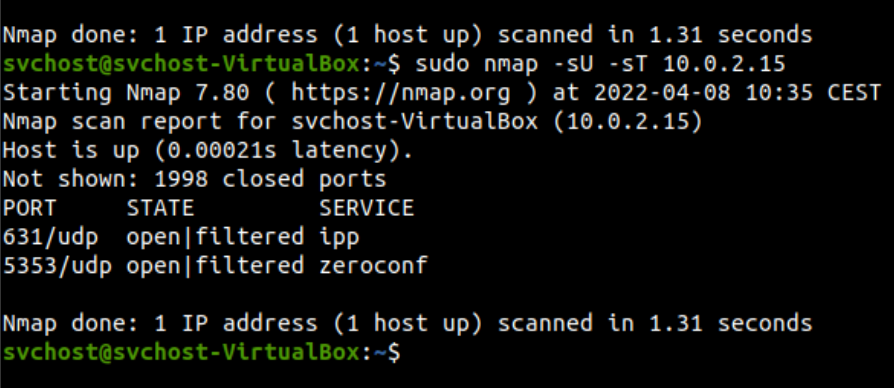 Nmap done: 1 IP address (1 host up) scanned in 1.31 seconds
svchost@svchost-VirtualBox:~$ sudo nmap -sU -sT 10.0.2.15
Starting Nmap 7.80 ( https://nmap.org ) at 2022-04-08 10:35 CEST
Nmap scan report for svchost-VirtualBox (10.0.2.15)
Host is up (0.00021s latency).
Not shown: 1998 closed ports
PORT     STATE         SERVICE
631/udp  open|filtered ipp
5353/udp open|filtered zeroconf

Nmap done: 1 IP address (1 host up) scanned in 1.31 seconds
svchost@svchost-VirtualBox:~$